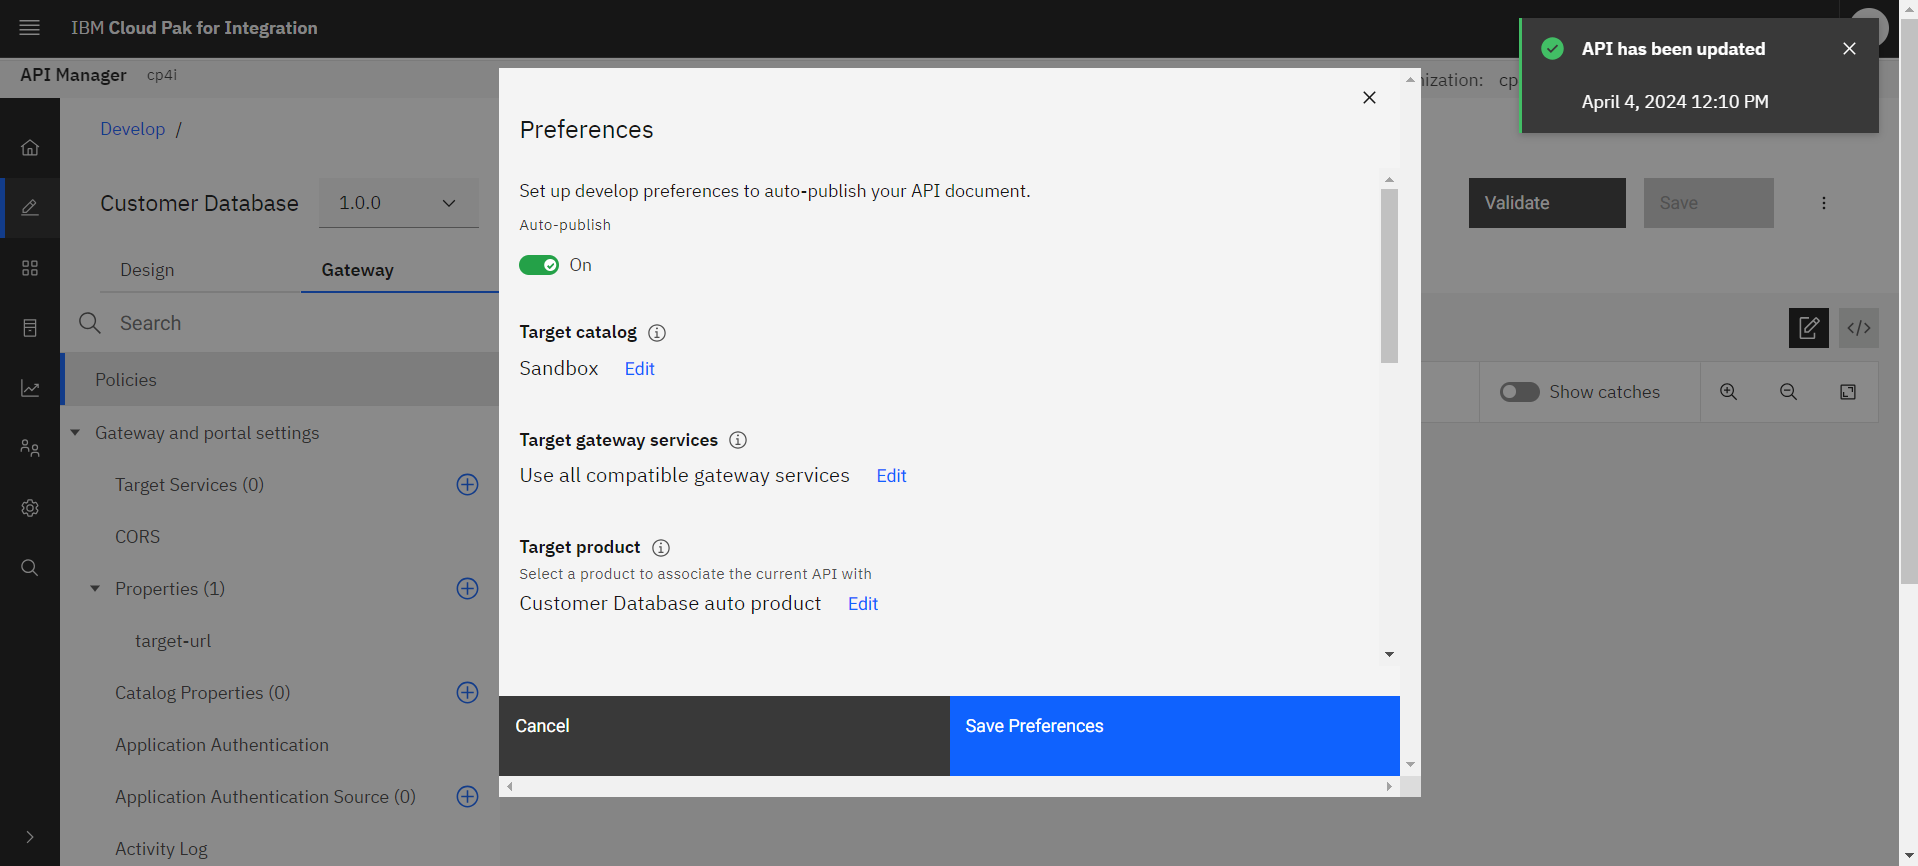 IBM Cloud Pak for Integration
API Manager cp4i
nization: cp
API has been updated
April 4, 2024 12:10 PM
Develop /
Customer Database 1.0.0
Validate
Save
Design Gateway
Search
Policies
Gateway and portal settings
Target Services (0)
CORS
Properties (1)
target-url
Catalog Properties (0)
Application Authentication
Application Authentication Source (0)
Activity Log
Preferences
Set up develop preferences to auto-publish your API document.
Auto-publish
On
Target catalog
Sandbox Edit
Target gateway services
Use all compatible gateway services Edit
Target product
Select a product to associate the current API with
Customer Database auto product Edit
Cancel
Save Preferences
</>
Show catches